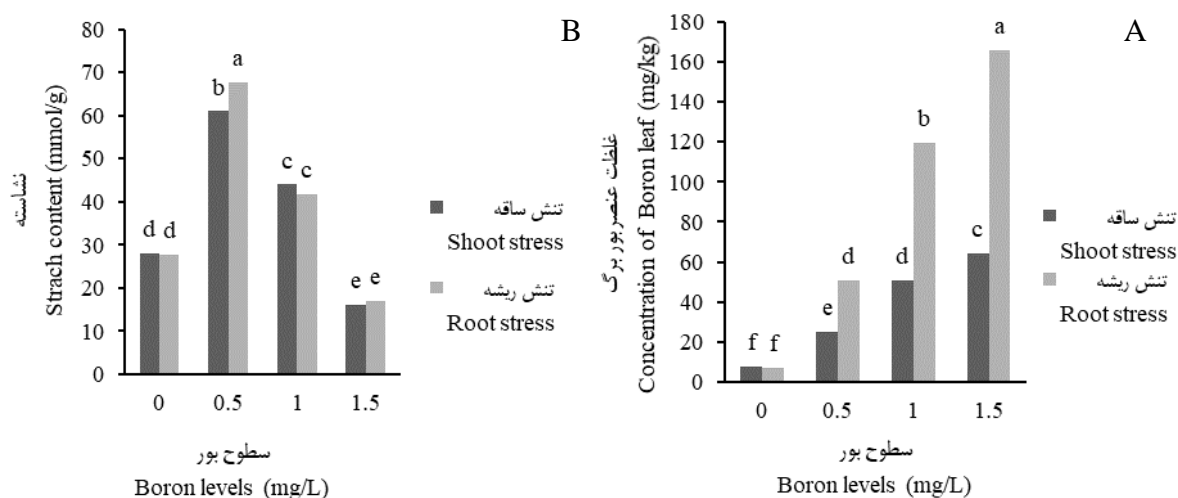 B
80
70
60
50
40
30
20
10
0
نشاسته
Strach content (mmol/g)
d d
b a
c c
e e
0 0.5 1 1.5
سطوح بور
Boron levels (mg/L)
تنش ساقه
Shoot stress
تنش ریشه
Root stress
A
180
160
140
120
100
80
60
40
20
0
غلظت عنصربور برگ
Concentration of Boron leaf (mg/kg)
f f
e d
d b
c a
0 0.5 1 1.5
سطوح بور
Boron levels (mg/L)
تنش ساقه
Shoot stress
تنش ریشه
Root stress